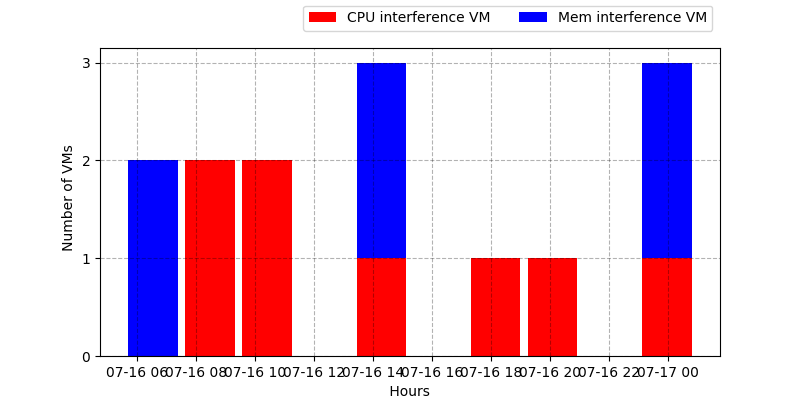 CPU interference VM Mem interference VM
3
2
1
0
Number of VMs
07-16 06 07-16 08 07-16 10 07-16 12 07-16 14 07-16 16 07-16 18 07-16 20 07-16 22 07-17 00
Hours